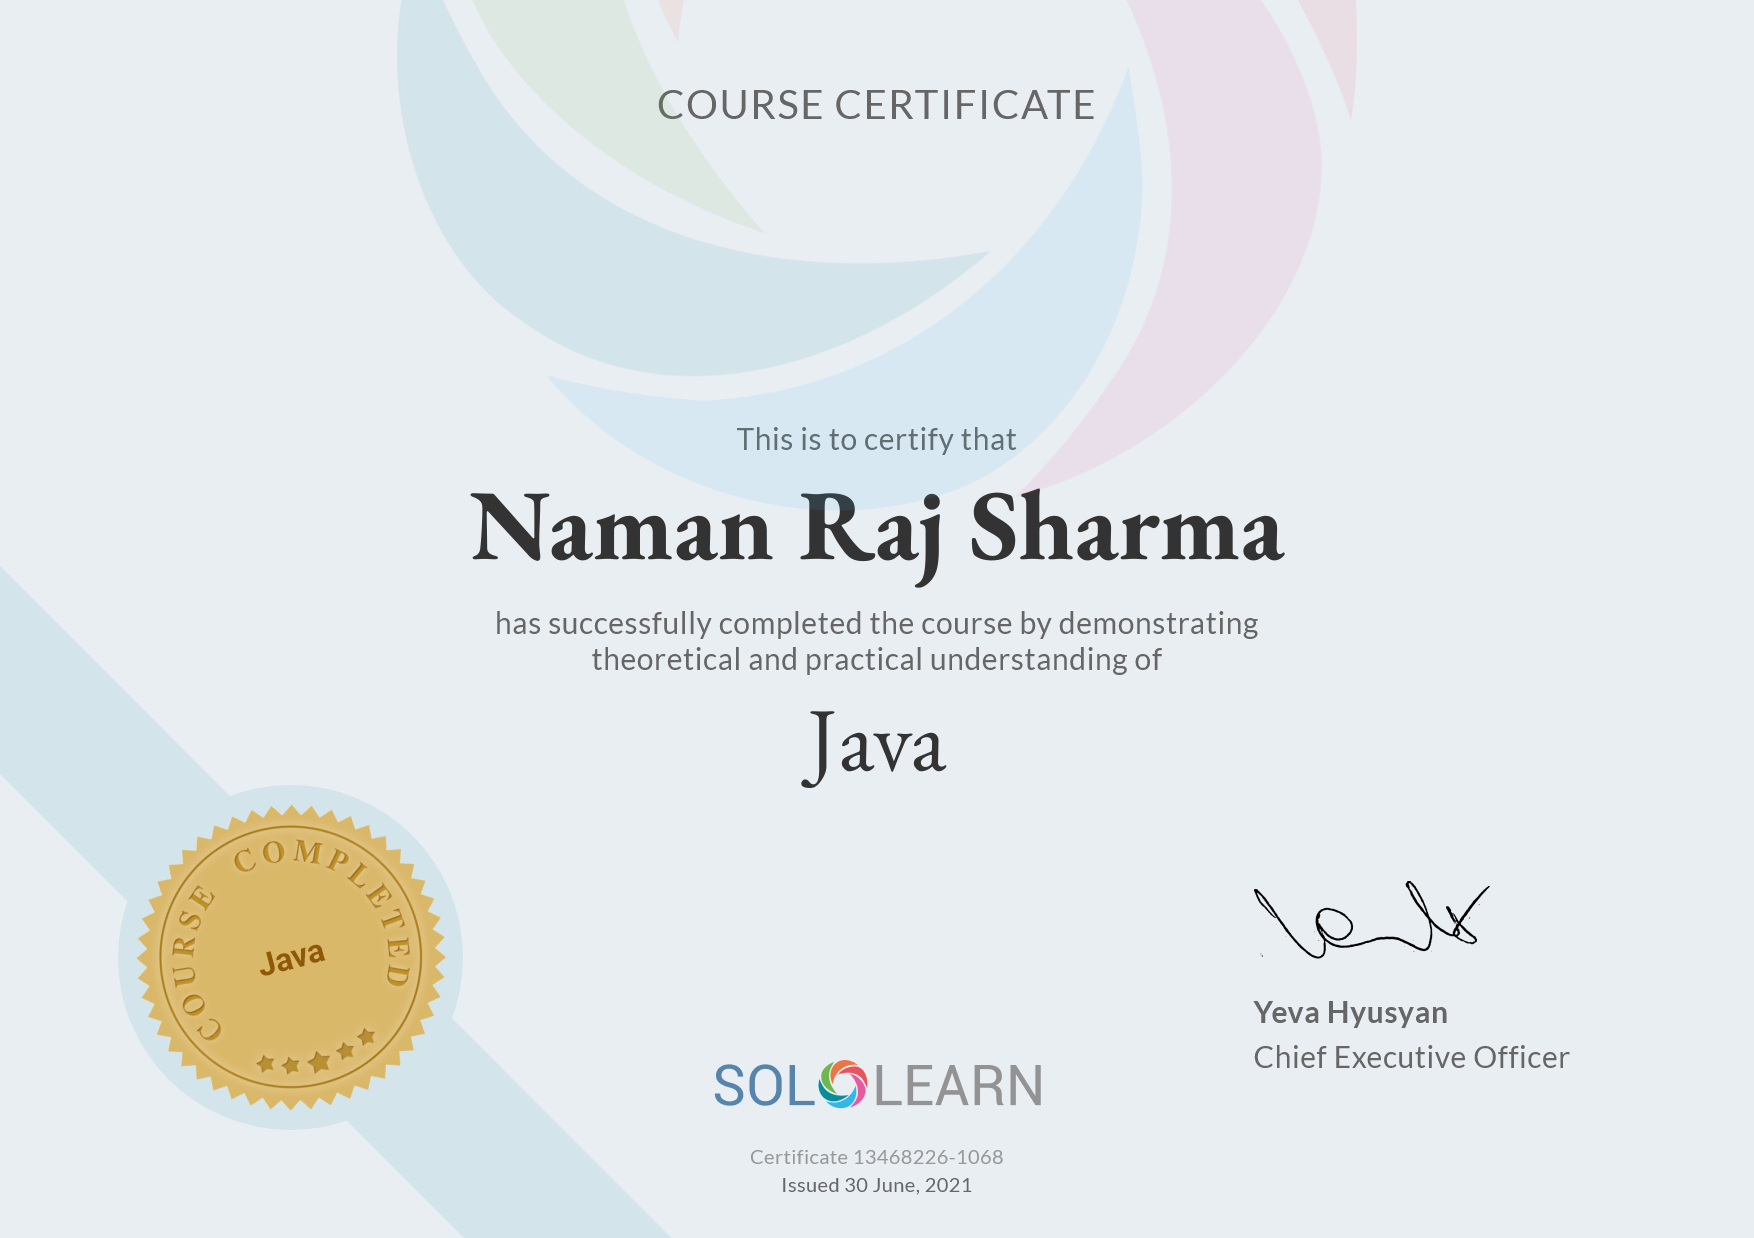 COURSE CERTIFICATE
This is to certify that
Naman Raj Sharma
has successfully completed the course by demonstrating
theoretical and practical understanding of
Java
COURSE COMPLETED
Java
Yeva Hyusyan
Chief Executive Officer
SOLOLEARN
Certificate 13468226-1068
Issued 30 June, 2021